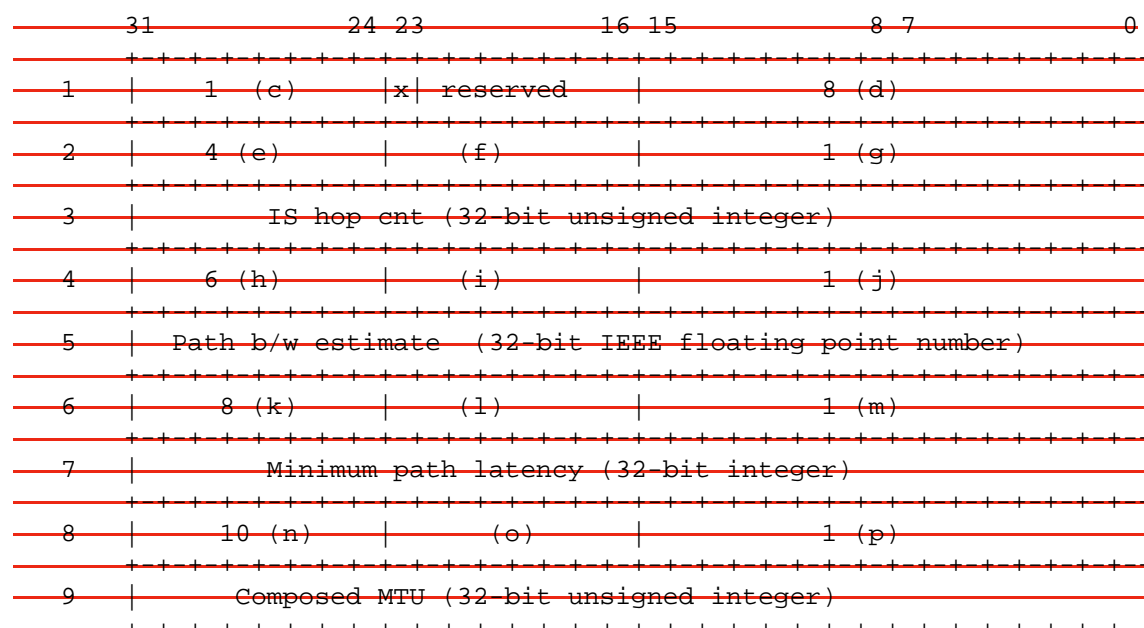 31 24 23 16 15 8 7 0
+-+-+-+-+-+-+-+-+-+-+-+-+-+-+-+-+-+-+-+-+-+-+-+-+-+-+-+-+-+-+-+-
1 | 1 (c) |x| reserved | 8 (d)
+-+-+-+-+-+-+-+-+-+-+-+-+-+-+-+-+-+-+-+-+-+-+-+-+-+-+-+-+-+-+-+-
2 | 4 (e) | (f) | 1 (g)
+-+-+-+-+-+-+-+-+-+-+-+-+-+-+-+-+-+-+-+-+-+-+-+-+-+-+-+-+-+-+-+-
3 | IS hop cnt (32-bit unsigned integer)
+-+-+-+-+-+-+-+-+-+-+-+-+-+-+-+-+-+-+-+-+-+-+-+-+-+-+-+-+-+-+-+-
4 | 6 (h) | (i) | 1 (j)
+-+-+-+-+-+-+-+-+-+-+-+-+-+-+-+-+-+-+-+-+-+-+-+-+-+-+-+-+-+-+-+-
5 | Path b/w estimate (32-bit IEEE floating point number)
+-+-+-+-+-+-+-+-+-+-+-+-+-+-+-+-+-+-+-+-+-+-+-+-+-+-+-+-+-+-+-+-
6 | 8 (k) | (l) | 1 (m)
+-+-+-+-+-+-+-+-+-+-+-+-+-+-+-+-+-+-+-+-+-+-+-+-+-+-+-+-+-+-+-+-
7 | Minimum path latency (32-bit integer)
+-+-+-+-+-+-+-+-+-+-+-+-+-+-+-+-+-+-+-+-+-+-+-+-+-+-+-+-+-+-+-+-
8 | 10 (n) | (o) | 1 (p)
+-+-+-+-+-+-+-+-+-+-+-+-+-+-+-+-+-+-+-+-+-+-+-+-+-+-+-+-+-+-+-+-
9 | Composed MTU (32-bit unsigned integer)